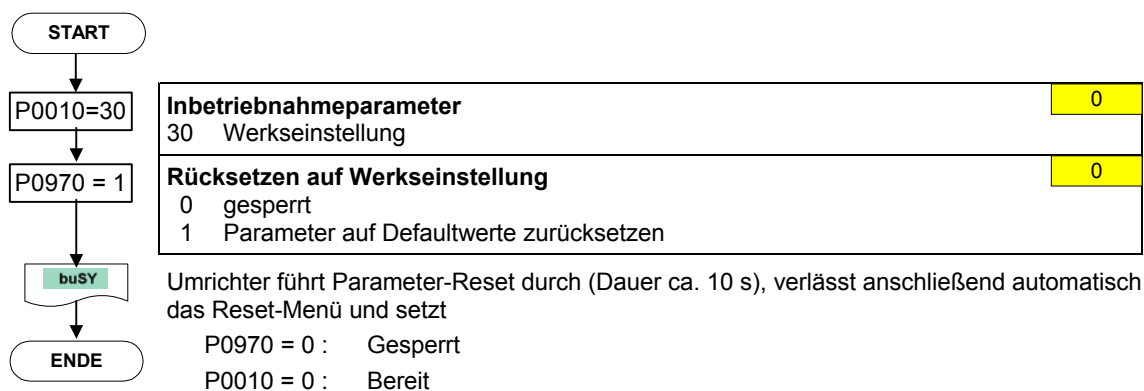 START
P0010=30
Inbetriebnahmeparameter
0
30 Werkseinstellung
P0970 = 1
Rücksetzen auf Werkseinstellung
0
0 gesperrt
1 Parameter auf Defaultwerte zurücksetzen
buSY
Umrichter führt Parameter-Reset durch (Dauer ca. 10 s), verlässt anschließend automatisch
das Reset-Menü und setzt
P0970 = 0 : Gesperrt
ENDE
P0010 = 0 : Bereit